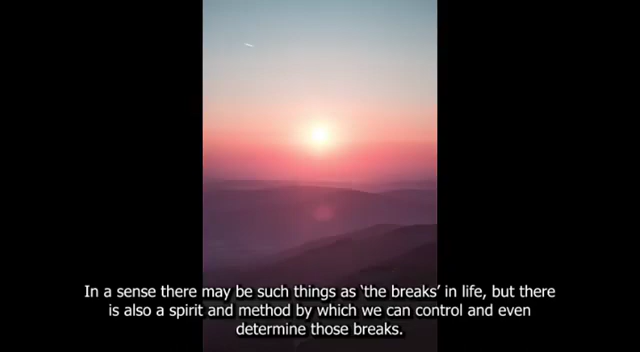 In a sense there may be such things as ‘the breaks’ in life, but there
is also a spirit and method by which we can control and even
determine those breaks.